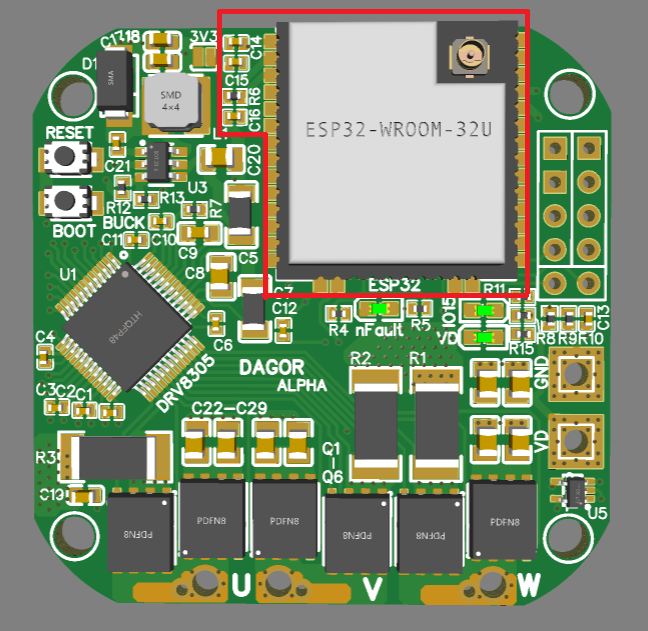 L18
3V3
C14
D1
SMA
SMD
4×4
C15
R6
C16
ESP32-WROOM-32U
RESET
C21
C20
U3
R12
R13
R7
BUCK
BOOT
C11
C10
C9
C5
U1
C8
ESP32
R11
C7
HTQFP48
C12
IO15
C13
C6
R4
nFault
R5
VD
R15
R8
R9
R10
C4
DRV8305
DAGOR
ALPHA
R2
R1
GND
C3
C2
C1
C22-C29
Q1
-
Q6
VD
R3
C19
U5
PDFN8
PDFN8
PDFN8
PDFN8
PDFN8
PDFN8
U
V
W